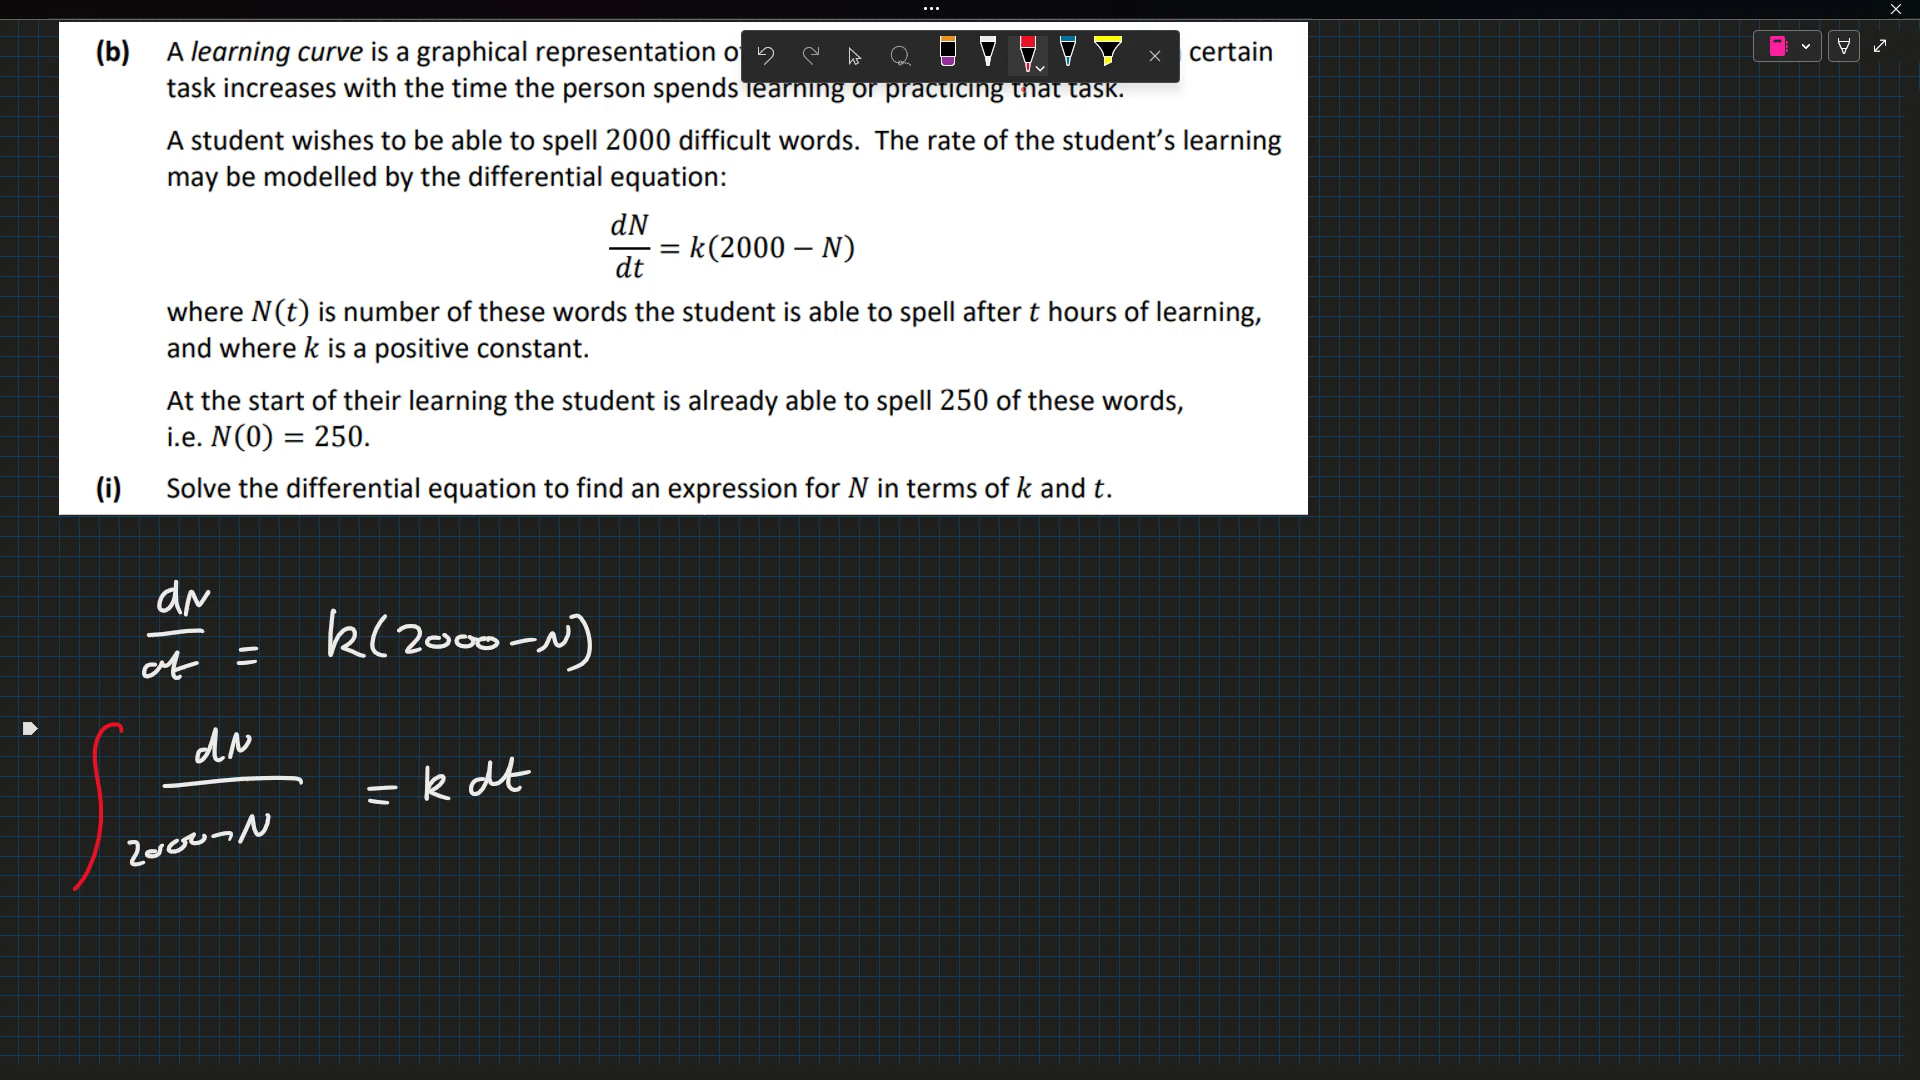 (b) A learning curve is a graphical representation o certain
task increases with the time the person spends learning or practicing that task.
A student wishes to be able to spell 2000 difficult words. The rate of the student's learning
may be modelled by the differential equation:
dN/dt = k(2000 − N)
where N(t) is number of these words the student is able to spell after t hours of learning,
and where k is a positive constant.
At the start of their learning the student is already able to spell 250 of these words,
i.e. N(0) = 250.
(i) Solve the differential equation to find an expression for N in terms of k and t.
dN/dt = k(2000-N)
∫ dN/2000-N = k dt